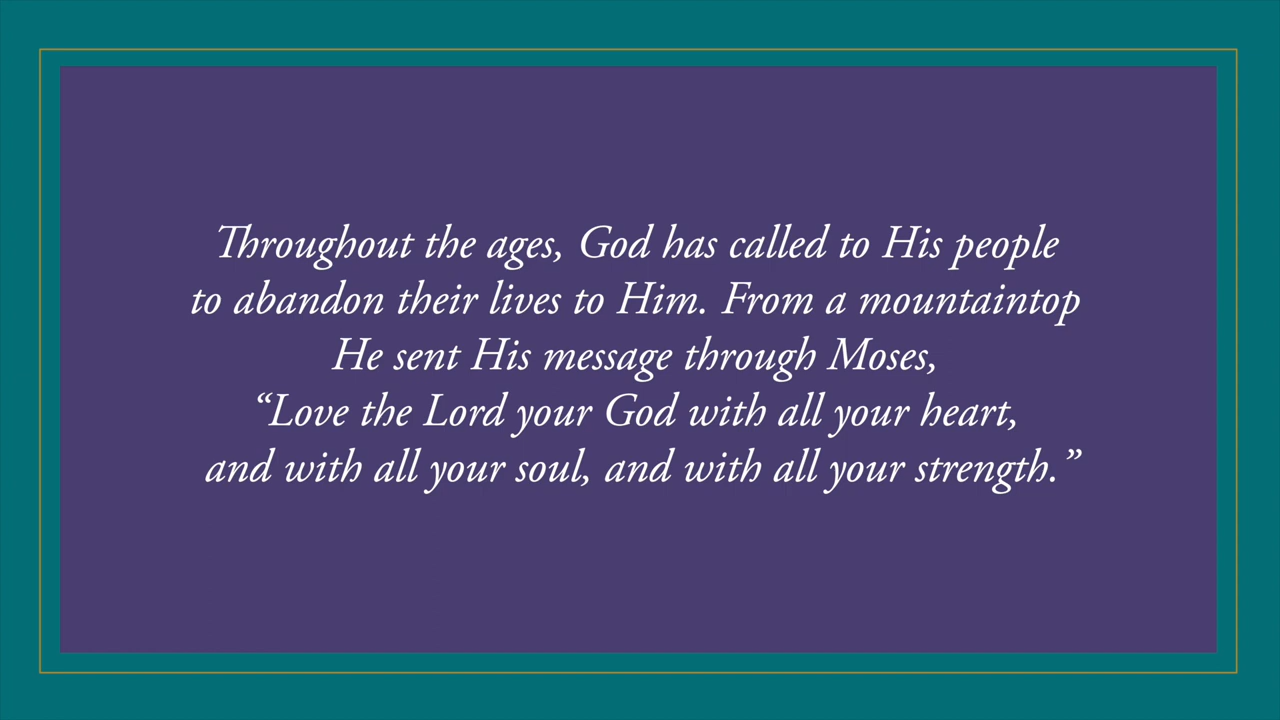 Throughout the ages, God has called to His people
to abandon their lives to Him. From a mountaintop
He sent His message through Moses,
“Love the Lord your God with all your heart,
and with all your soul, and with all your strength.”